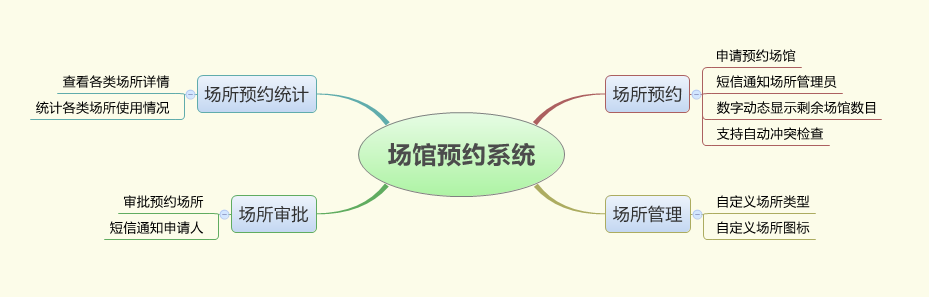 场馆预约系统
场所预约统计
查看各类场所详情
统计各类场所使用情况
场所审批
审批预约场所
短信通知申请人
场所预约
申请预约场馆
短信通知场所管理员
数字动态显示剩余场馆数目
支持自动冲突检查
场所管理
自定义场所类型
自定义场所图标